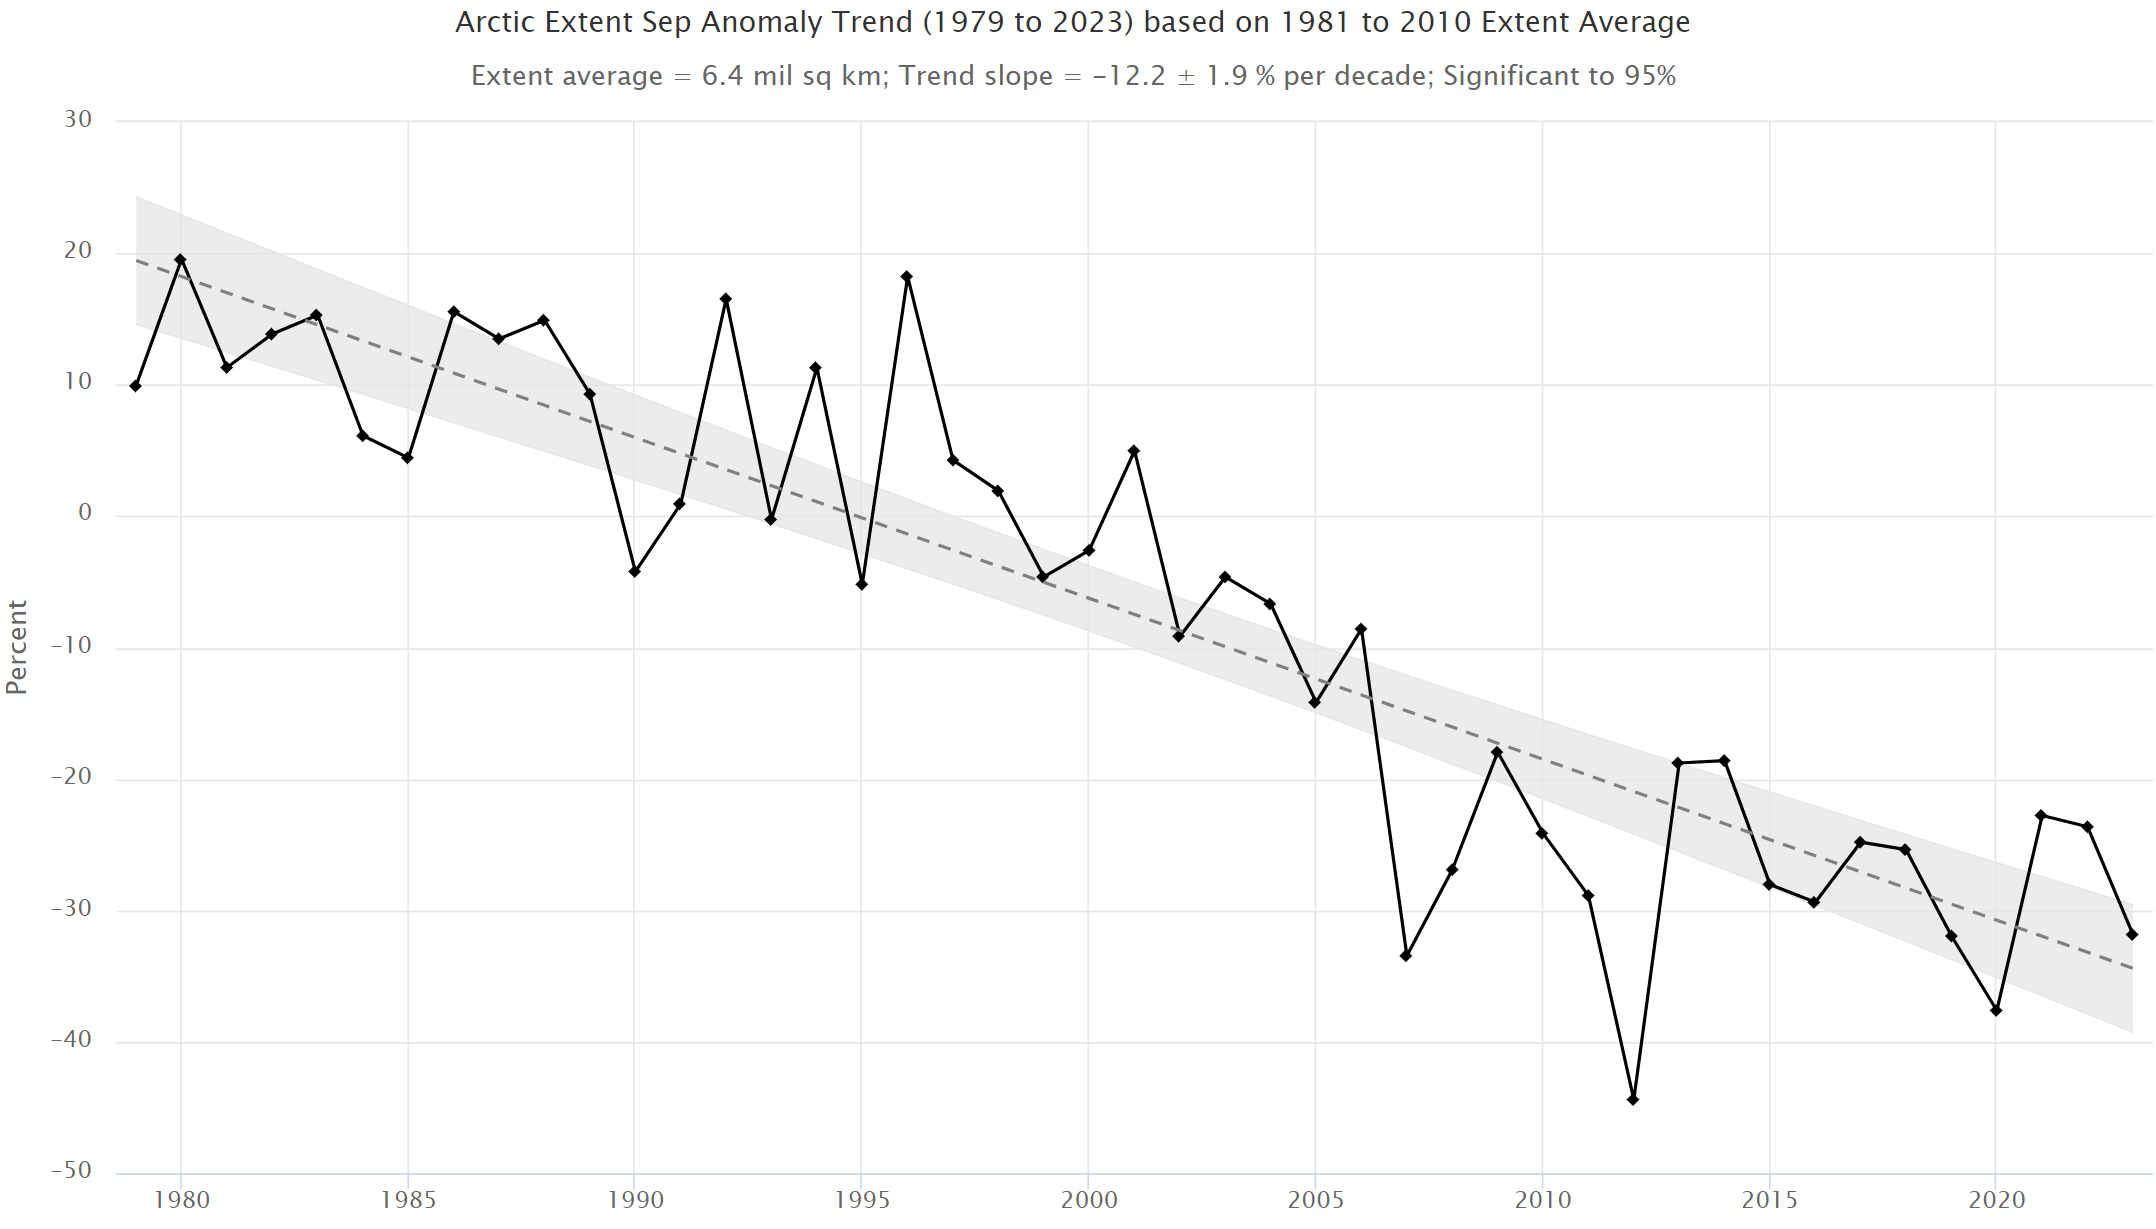 Arctic Extent Sep Anomaly Trend (1979 to 2023) based on 1981 to 2010 Extent Average
Extent average = 6.4 mil sq km; Trend slope = −12.2 ± 1.9 % per decade; Significant to 95%
Percent
30
20
10
0
−10
−20
−30
−40
−50
1980 1985 1990 1995 2000 2005 2010 2015 2020